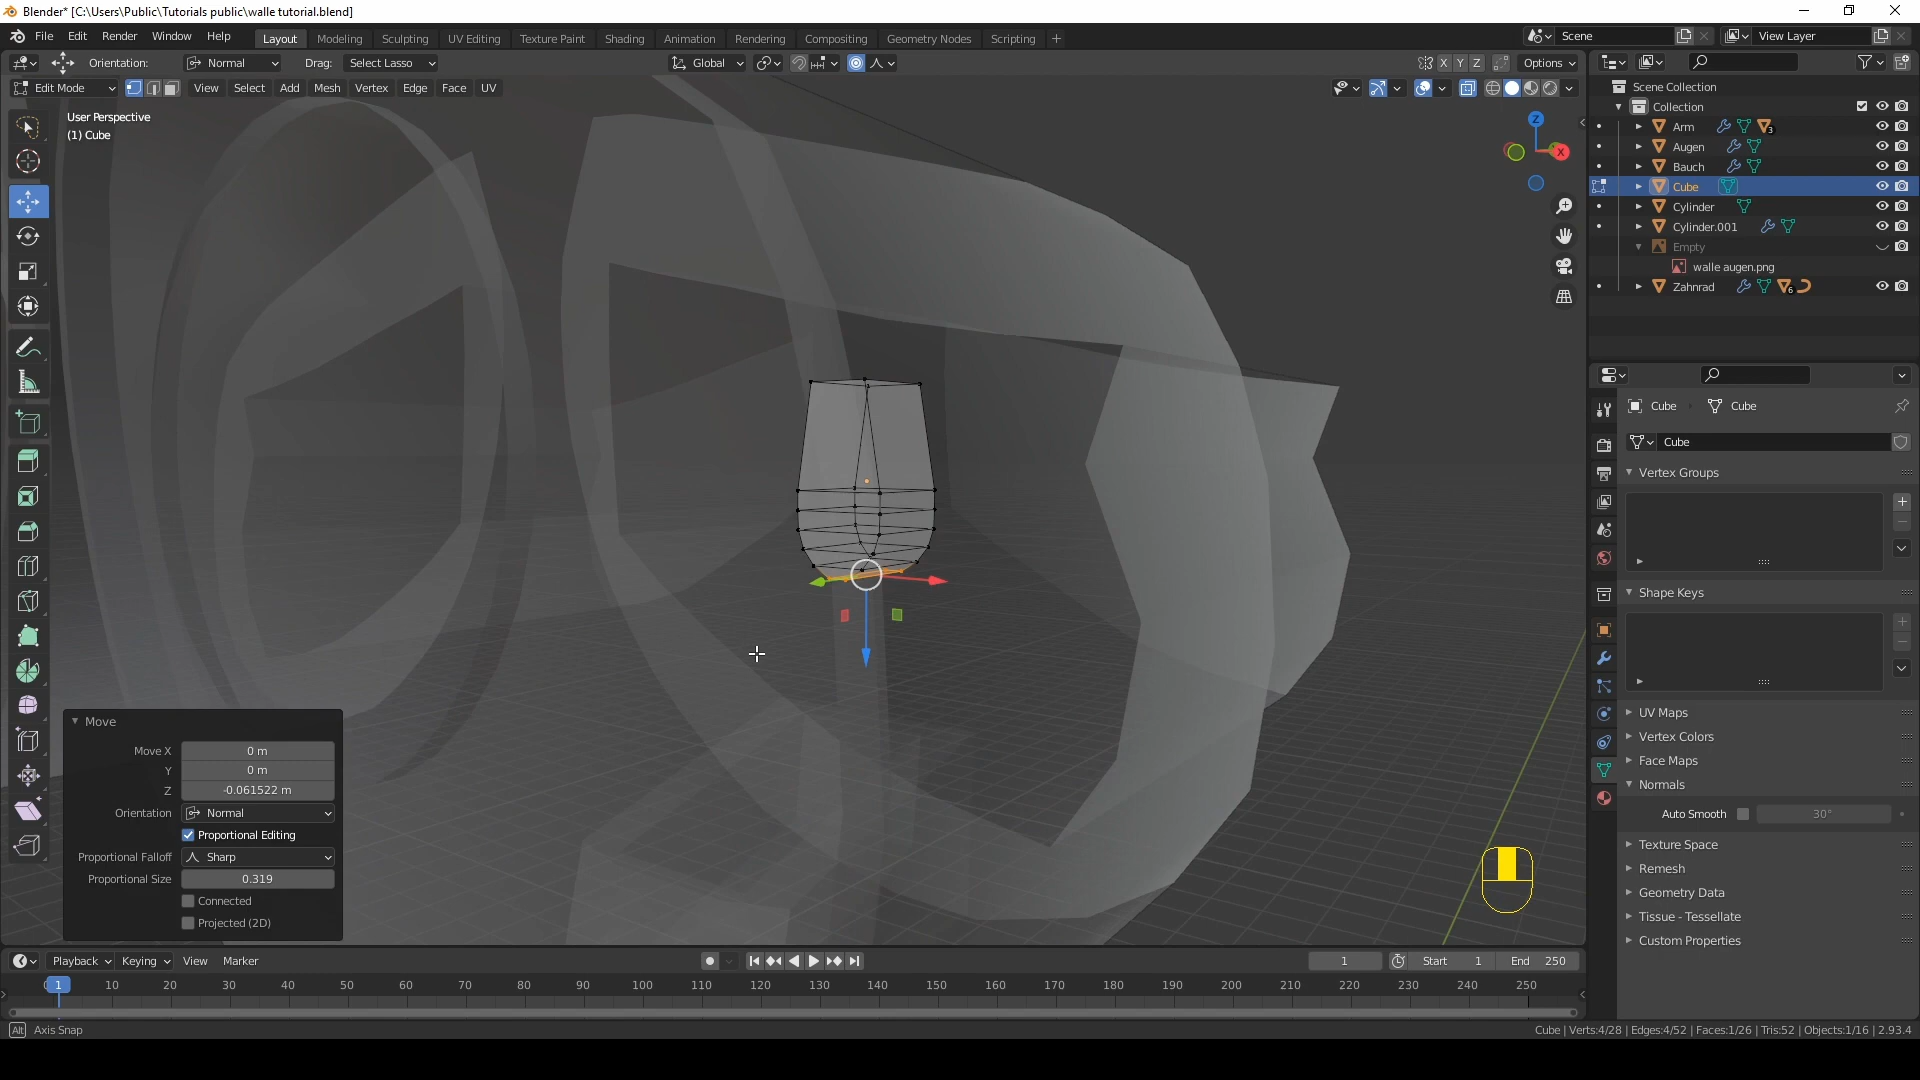 Blender* [C:\Users\Public\Tutorials public\walle tutorial.blend]
File Edit Render Window Help Layout Modeling Sculpting UV Editing Texture Paint Shading Animation Rendering Compositing Geometry Nodes Scripting + Scene View Layer
Orientation: Normal Drag: Select Lasso Global X Y Z Options
Edit Mode View Select Add Mesh Vertex Edge Face UV
User Perspective
(1) Cube
Z
X
Scene Collection
Collection
Arm 3
Augen
Bauch
Cube
Cylinder
Cylinder.001
Empty
walle augen.png
Zahnrad 6
Cube Cube
Cube
Vertex Groups
Shape Keys
UV Maps
Vertex Colors
Face Maps
Normals
Auto Smooth 30°
Texture Space
Remesh
Geometry Data
Tissue - Tessellate
Custom Properties
Move
Move X 0 m
Y 0 m
Z -0.061522 m
Orientation Normal
Proportional Editing
Proportional Falloff Sharp
Proportional Size 0.319
Connected
Projected (2D)
Playback Keying View Marker 1 Start 1 End 250
1 10 20 30 40 50 60 70 80 90 100 110 120 130 140 150 160 170 180 190 200 210 220 230 240 250
Alt Axis Snap
Cube | Verts:4/28 | Edges:4/52 | Faces:1/26 | Tris:52 | Objects:1/16 | 2.93.4